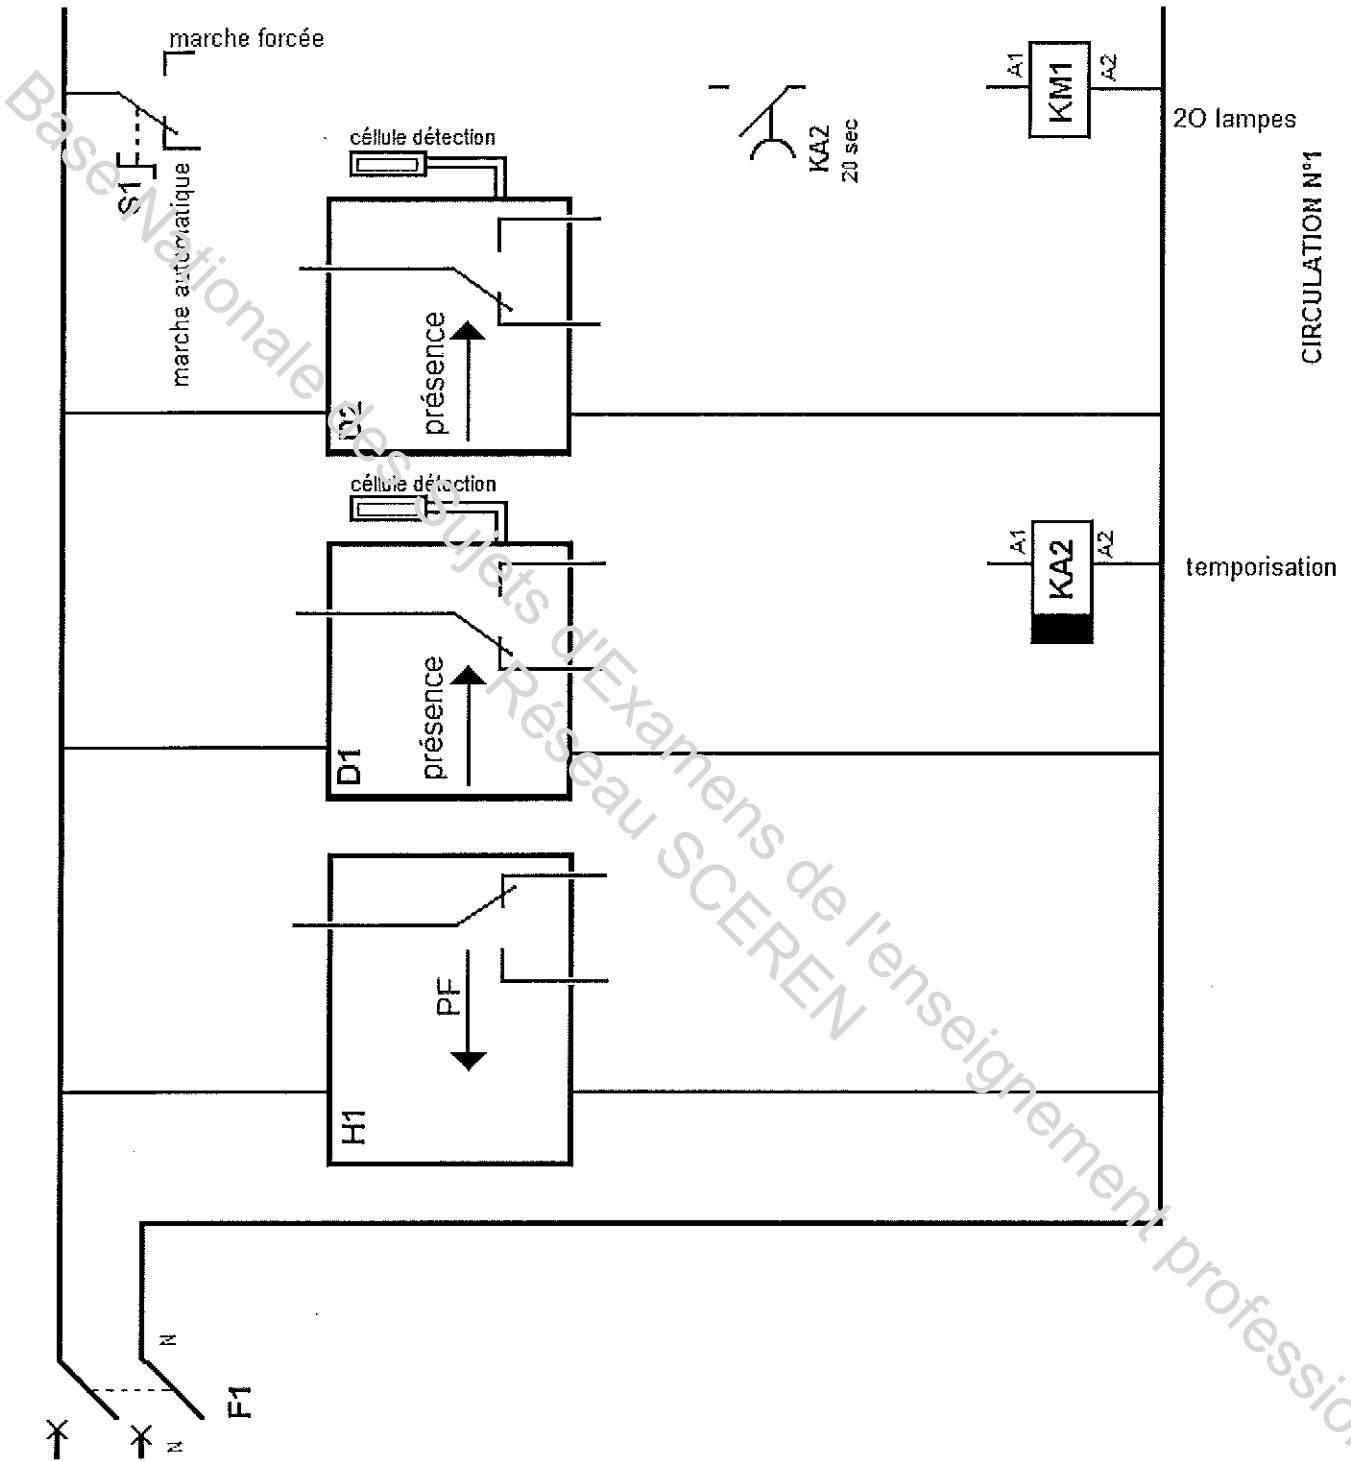 marche forcée
S1
marche automatique
céllule détection
D2
présence
KA2
20 sec
A1
KM1
A2
20 lampes
CIRCULATION N°1
céllule détection
D1
présence
A1
KA2
A2
temporisation
H1
PF
N
N
F1
Base Nationale des Sujets d'Examens de l'enseignement profession
Réseau SCEREN